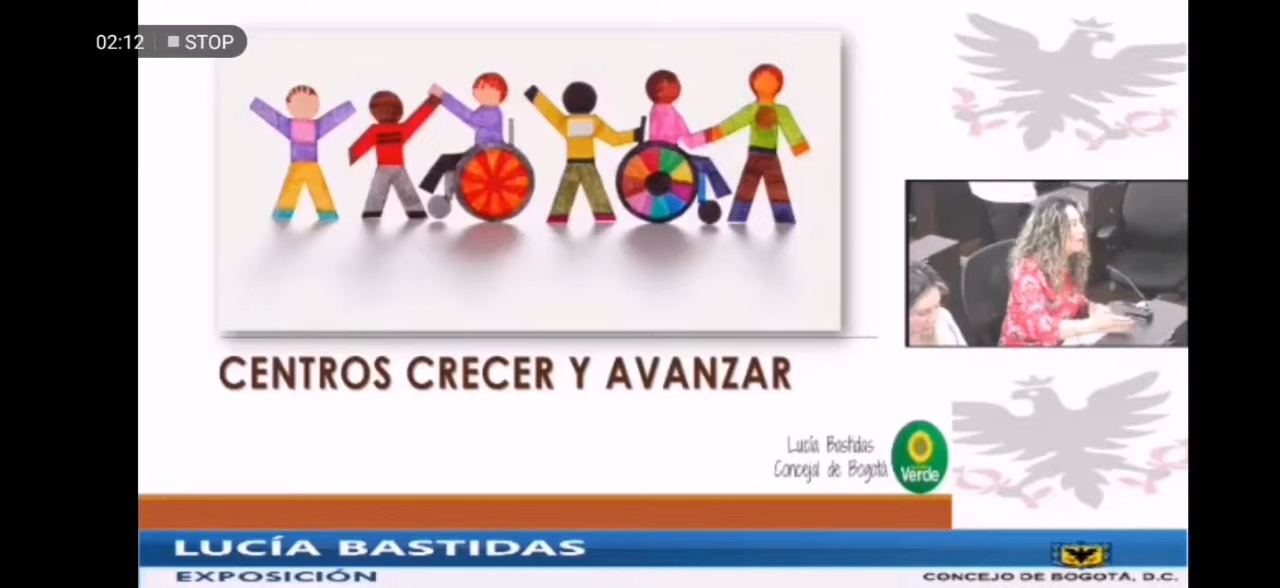 02:12 STOP
CENTROS CRECER Y AVANZAR
Lucía Bastidas
Concejal de Bogotá
Verde
LUCÍA BASTIDAS
EXPOSICIÓN
CONCEJO DE BOGOTÁ, D.C.